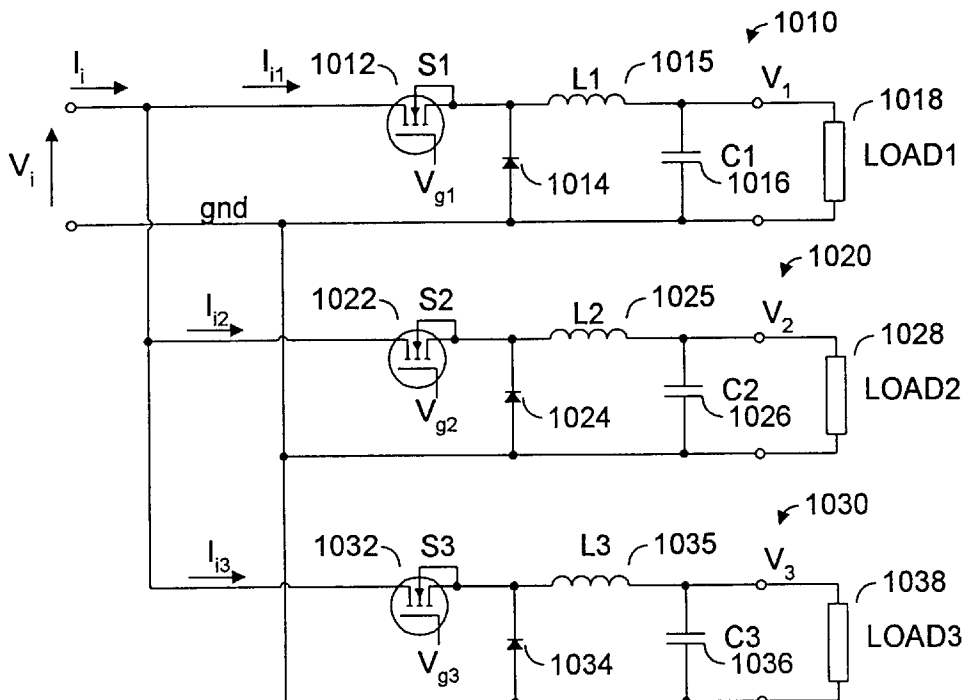 1010
I_i I_i1 1012 S1 L1 1015 V_1 1018
V_i V_g1 1014 C1 1016 LOAD1
gnd
1020
I_i2 1022 S2 L2 1025 V_2 1028
V_g2 1024 C2 1026 LOAD2
1030
I_i3 1032 S3 L3 1035 V_3 1038
V_g3 1034 C3 1036 LOAD3